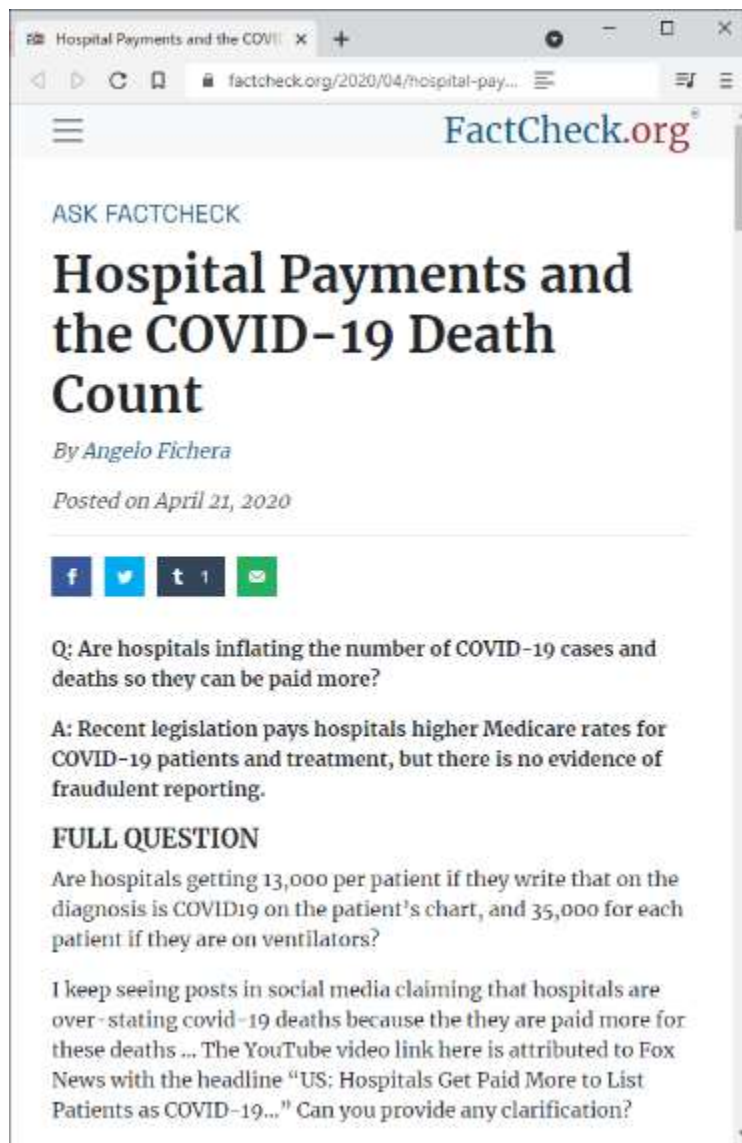 Hospital Payments and the COVI
factcheck.org/2020/04/hospital-pay...
FactCheck.org®
ASK FACTCHECK
Hospital Payments and
the COVID-19 Death
Count
By Angelo Fichera
Posted on April 21, 2020
f t 1
Q: Are hospitals inflating the number of COVID-19 cases and
deaths so they can be paid more?
A: Recent legislation pays hospitals higher Medicare rates for
COVID-19 patients and treatment, but there is no evidence of
fraudulent reporting.
FULL QUESTION
Are hospitals getting 13,000 per patient if they write that on the
diagnosis is COVID19 on the patient's chart, and 35,000 for each
patient if they are on ventilators?
I keep seeing posts in social media claiming that hospitals are
over-stating covid-19 deaths because the they are paid more for
these deaths ... The YouTube video link here is attributed to Fox
News with the headline “US: Hospitals Get Paid More to List
Patients as COVID-19...” Can you provide any clarification?